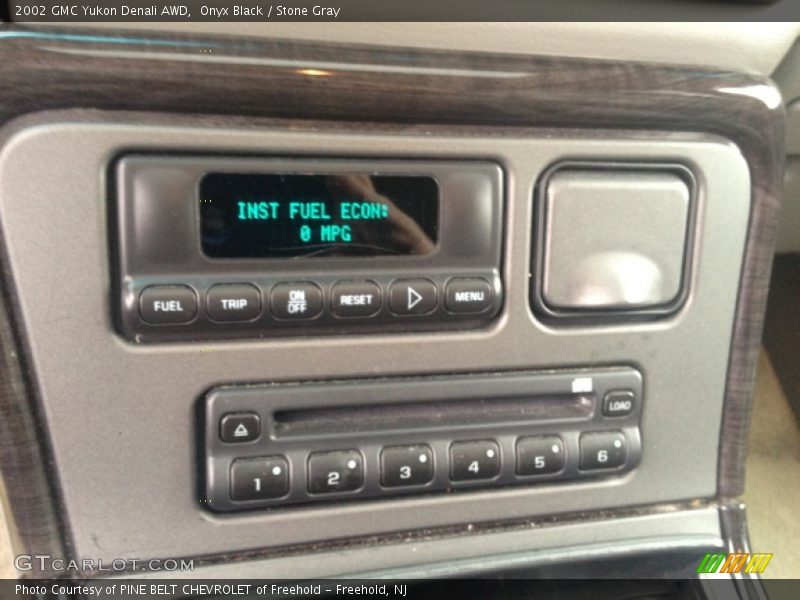 2002 GMC Yukon Denali AWD, Onyx Black / Stone Gray
INST FUEL ECON:
0 MPG
FUEL TRIP ON OFF RESET MENU
LOAD
1 2 3 4 5 6
GTCARLOT.COM
Photo Courtesy of PINE BELT CHEVROLET of Freehold - Freehold, NJ